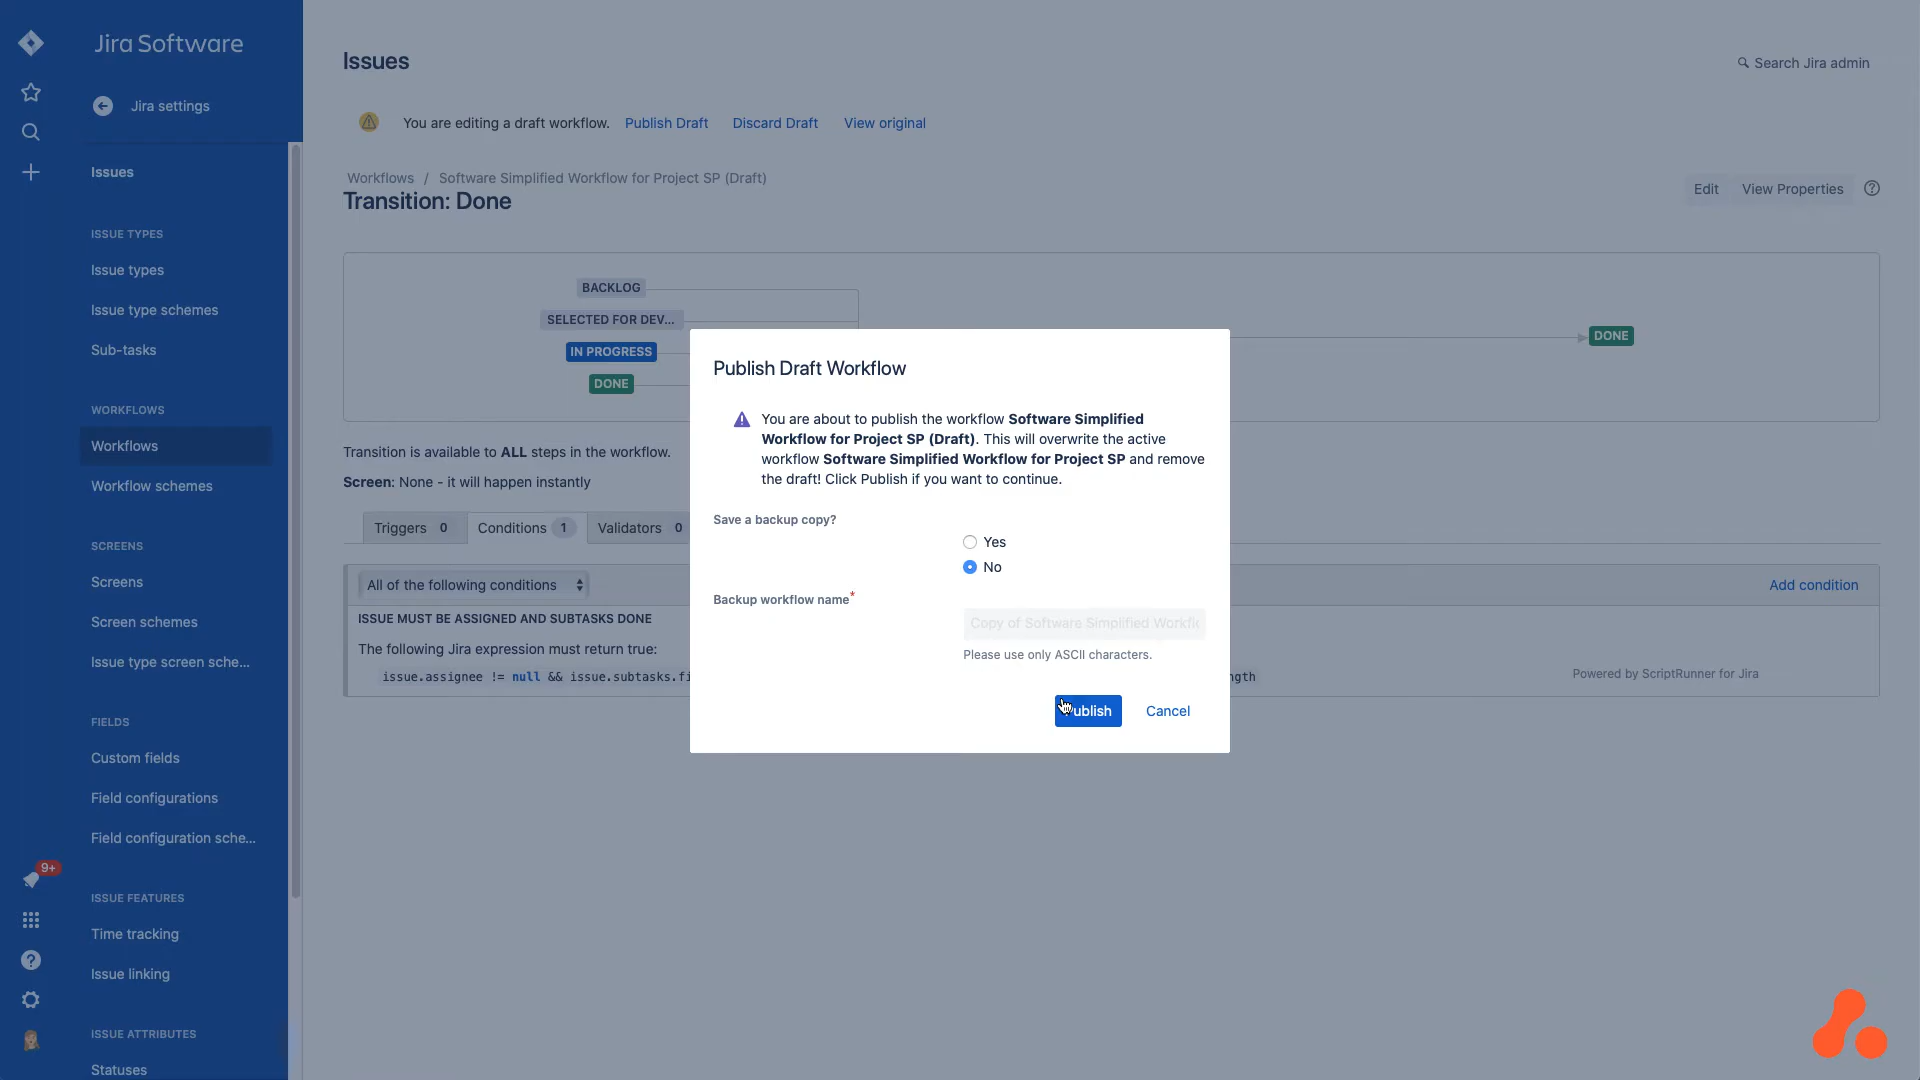 Jira Software
Jira settings
Issues
ISSUE TYPES
Issue types
Issue type schemes
Sub-tasks
WORKFLOWS
Workflows
Workflow schemes
SCREENS
Screens
Screen schemes
Issue type screen sche...
FIELDS
Custom fields
Field configurations
Field configuration sche...
9+
ISSUE FEATURES
Time tracking
Issue linking
ISSUE ATTRIBUTES
Statuses
Issues
Search Jira admin
You are editing a draft workflow. Publish Draft Discard Draft View original
Workflows / Software Simplified Workflow for Project SP (Draft)
Transition: Done
Edit View Properties
BACKLOG
SELECTED FOR DEV...
IN PROGRESS
DONE
DONE
Transition is available to ALL steps in the workflow.
Screen: None - it will happen instantly
Triggers 0 Conditions 1 Validators 0
All of the following conditions
Add condition
ISSUE MUST BE ASSIGNED AND SUBTASKS DONE
The following Jira expression must return true:
issue.assignee != null && issue.subtasks.fi
ngth
Powered by ScriptRunner for Jira
Publish Draft Workflow
You are about to publish the workflow Software Simplified
Workflow for Project SP (Draft). This will overwrite the active
workflow Software Simplified Workflow for Project SP and remove
the draft! Click Publish if you want to continue.
Save a backup copy?
Yes
No
Backup workflow name*
Copy of Software Simplified Workfl
Please use only ASCII characters.
Publish Cancel